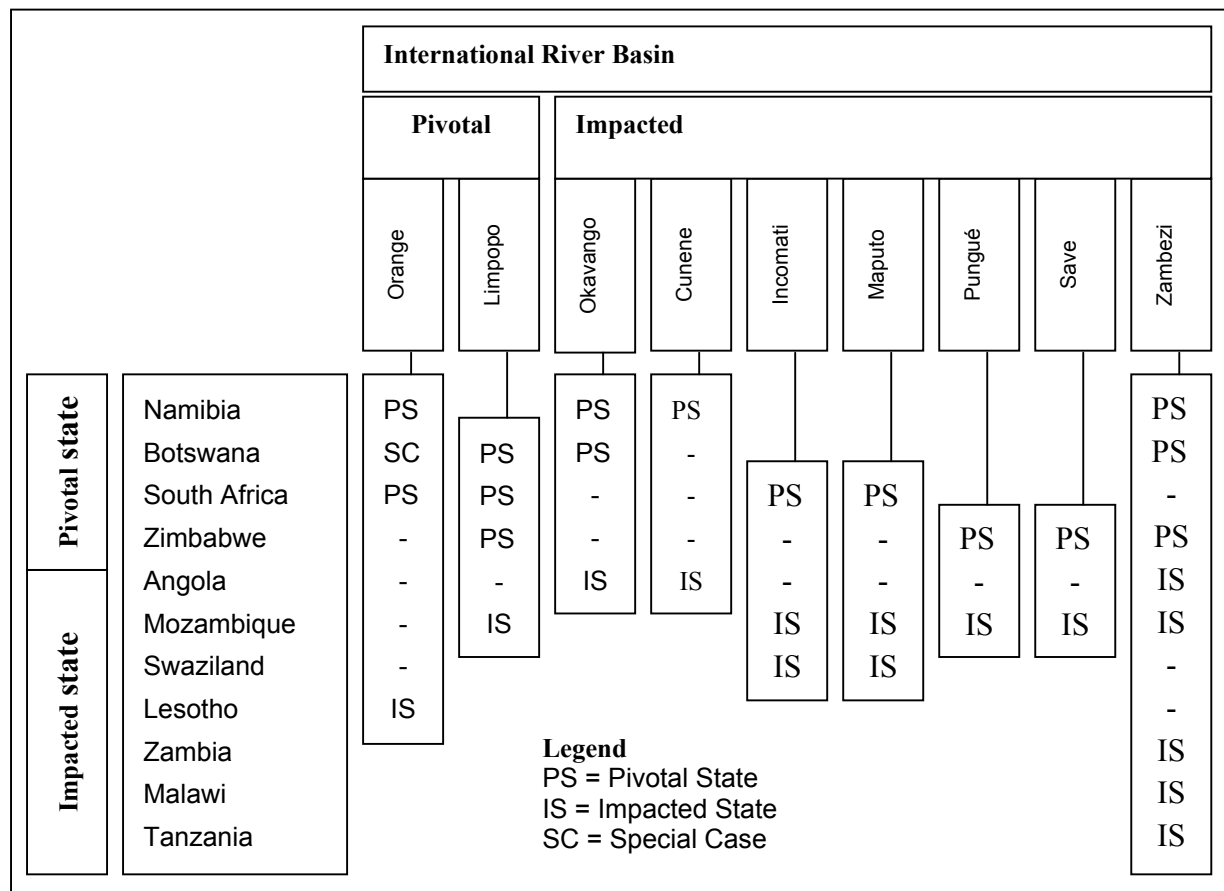 International River Basin
Pivotal Impacted
Orange Limpopo Okavango Cunene Incomati Maputo Pungué Save Zambezi
Pivotal state
Namibia PS PS PS PS
Botswana SC PS PS - PS
South Africa PS PS - - PS PS -
Zimbabwe - PS - - - - PS PS PS
Impacted state
Angola - - IS IS - - - - IS
Mozambique - IS IS IS IS IS IS
Swaziland - IS IS -
Lesotho IS -
Zambia IS
Malawi IS
Tanzania IS
Legend
PS = Pivotal State
IS = Impacted State
SC = Special Case